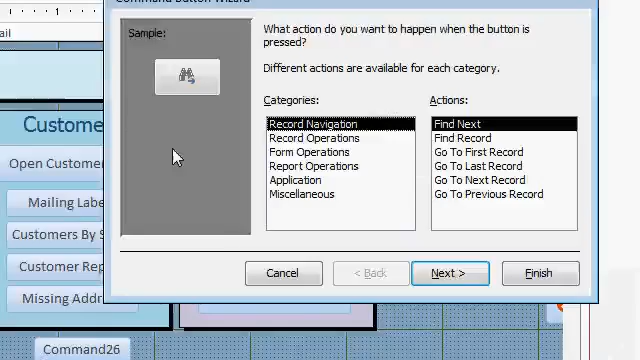 Command Button Wizard
ail
Sample:
What action do you want to happen when the button is
pressed?
Different actions are available for each category.
Categories:
Actions:
Record Navigation
Record Operations
Form Operations
Report Operations
Application
Miscellaneous
Find Next
Find Record
Go To First Record
Go To Last Record
Go To Next Record
Go To Previous Record
Custome
Open Custome
Mailing Labe
Customers By S
Customer Rep
Missing Addr
Cancel
< Back
Next >
Finish
Command26